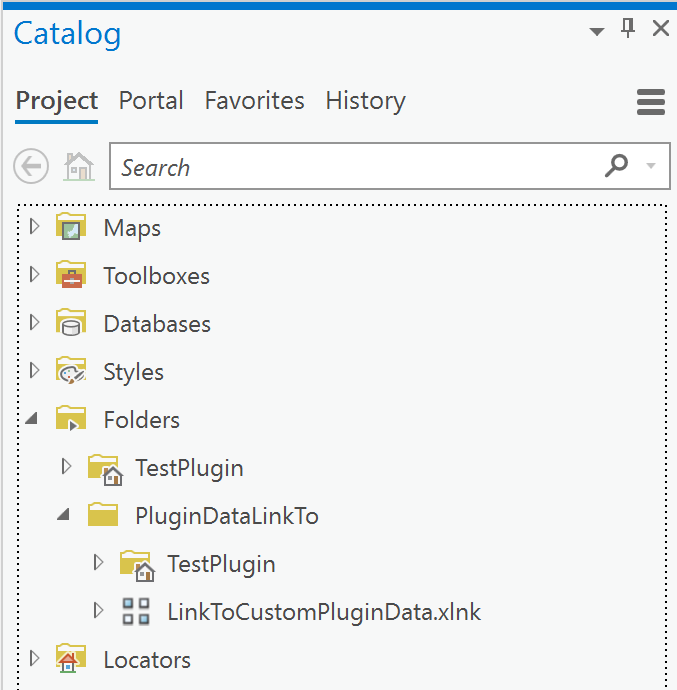 Catalog
Project Portal Favorites History
Search
Maps
Toolboxes
Databases
Styles
Folders
TestPlugin
PluginDataLinkTo
TestPlugin
LinkToCustomPluginData.xlnk
Locators